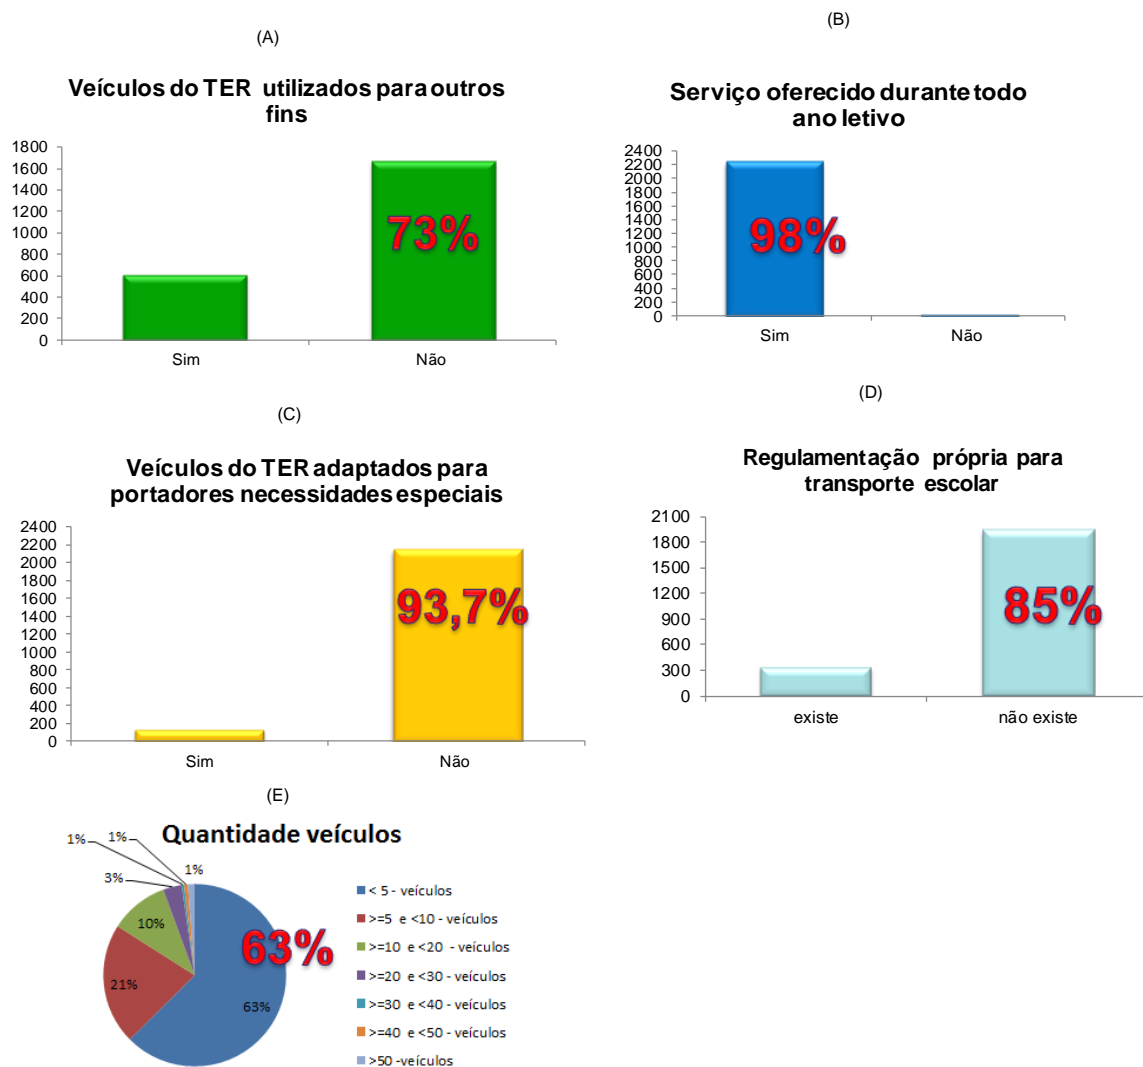 (A)
Veículos do TER utilizados para outros
fins
1800
1600
1400
1200
1000
800
600
400
200
0
73%
Sim
Não
(B)
Serviço oferecido durante todo
ano letivo
2400
2200
2000
1800
1600
1400
1200
1000
800
600
400
200
0
98%
Sim
Não
(C)
Veículos do TER adaptados para
portadores necessidades especiais
2400
2200
2000
1800
1600
1400
1200
1000
800
600
400
200
0
93,7%
Sim
Não
(D)
Regulamentação própria para
transporte escolar
2100
1800
1500
1200
900
600
300
0
85%
existe
não existe
(E)
Quantidade veículos
1%
1%
1%
3%
10%
21%
63%
63%
< 5 - veículos
>=5 e <10 - veículos
>=10 e <20 - veículos
>=20 e <30 - veículos
>=30 e <40 - veículos
>=40 e <50 - veículos
>50 -veículos